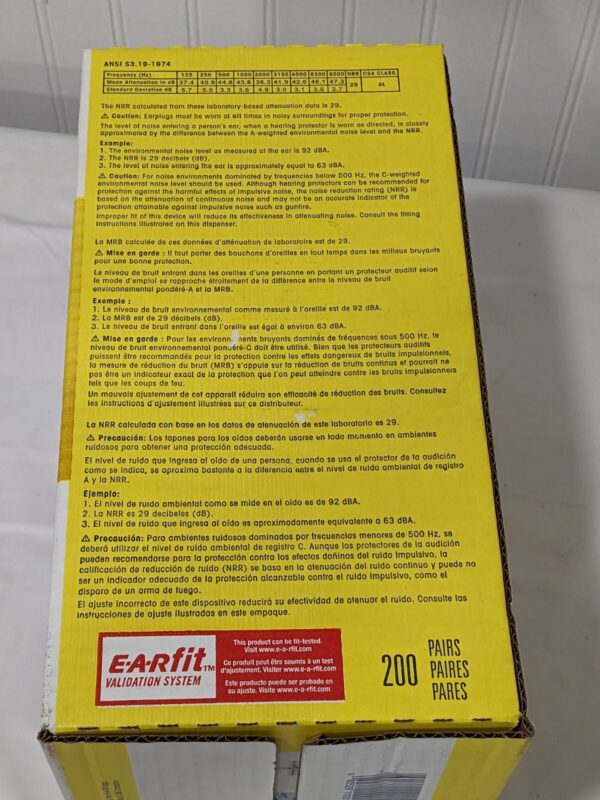 ANSI S3.19-1974
Frequency (Hz) 125 250 500 1000 2000 3150 4000 6300 8000 NRR CSA CLASS
Mean Attenuation in dB 37.4 40.9 44.8 43.8 36.3 41.9 42.6 46.1 47.3 29 AL
Standard Deviation dB 5.7 5.0 3.3 3.6 4.9 3.0 3.1 3.5 2.7
The NRR calculated from these laboratory-based attenuation data is 29.
⚠ Caution: Earplugs must be worn at all times in noisy surroundings for proper protection.
The level of noise entering a person's ear, when a hearing protector is worn as directed, is closely
approximated by the difference between the A-weighted environmental noise level and the NRR.
Example:
1. The environmental noise level as measured at the ear is 92 dBA.
2. The NRR is 29 decibels (dB).
3. The level of noise entering the ear is approximately equal to 63 dBA.
⚠ Caution: For noise environments dominated by frequencies below 500 Hz, the C-weighted
environmental noise level should be used. Although hearing protectors can be recommended for
protection against the harmful effects of impulsive noise, the noise reduction rating (NRR) is
based on the attenuation of continuous noise and may not be an accurate indicator of the
protection attainable against impulsive noise such as gunfire.
Improper fit of this device will reduce its effectiveness in attenuating noise. Consult the fitting
instructions illustrated on this dispenser.
La MRB calculée de ces données d'atténuation de laboratoire est de 29.
⚠ Mise en garde : Il faut porter des bouchons d'oreilles en tout temps dans les milieux bruyants
pour une bonne protection.
Le niveau de bruit entrant dans les oreilles d'une personne en portant un protecteur auditif selon
le mode d'emploi se rapproche étroitement de la différence entre le niveau de bruit
environnemental pondéré-A et la MRB.
Exemple :
1. Le niveau de bruit environnemental comme mesuré à l'oreille est de 92 dBA.
2. La MRB est de 29 décibels (dB).
3. Le niveau de bruit entrant dans l'oreille est égal à environ 63 dBA.
⚠ Mise en garde : Pour les environnements bruyants dominés de fréquences sous 500 Hz, le
niveau de bruit environnemental pondéré-C doit être utilisé. Bien que les protecteurs auditifs
puissent être recommandés pour la protection contre les effets dangereux de bruits impulsionnels,
la mesure de réduction du bruit (MRB) s'appuie sur la réduction de bruits continus et pourrait ne
pas être un indicateur exact de la protection que l'on peut atteindre contre les bruits impulsionnels
tels que les coups de feu.
Un mauvais ajustement de cet appareil réduira son efficacité de réduction des bruits. Consultez
les instructions d'ajustement illustrées sur ce distributeur.
La NRR calculada con base en los datos de atenuación de este laboratorio es 29.
⚠ Precaución: Los tapones para los oídos deberán usarse en todo momento en ambientes
ruidosos para obtener una protección adecuada.
El nivel de ruido que ingresa al oído de una persona, cuando se usa el protector de la audición
como se indica, se aproxima bastante a la diferencia entre el nivel de ruido ambiental de registro
A y la NRR.
Ejemplo:
1. El nivel de ruido ambiental como se mide en el oído es de 92 dBA.
2. La NRR es 29 decibeles (dB).
3. El nivel de ruido que ingresa al oído es aproximadamente equivalente a 63 dBA.
⚠ Precaución: Para ambientes ruidosos dominados por frecuencias menores de 500 Hz, se
deberá utilizar el nivel de ruido ambiental de registro C. Aunque los protectores de la audición
pueden recomendarse para la protección contra los efectos dañinos del ruido impulsivo, la
calificación de reducción de ruido (NRR) se basa en la atenuación del ruido continuo y puede no
ser un indicador adecuado de la protección alcanzable contra el ruido impulsivo, como el
disparo de un arma de fuego.
El ajuste incorrecto de este dispositivo reducirá su efectividad de atenuar el ruido. Consulte las
instrucciones de ajuste ilustradas en este empaque.
E·A·Rfit™
VALIDATION SYSTEM
This product can be fit-tested.
Visit www.e-a-rfit.com
Ce produit peut être soumis à un test
d'ajustement. Visiter www.e-a-rfit.com
Este producto puede ser probado en
su ajuste. Visite www.e-a-rfit.com
200
PAIRS
PAIRES
PARES